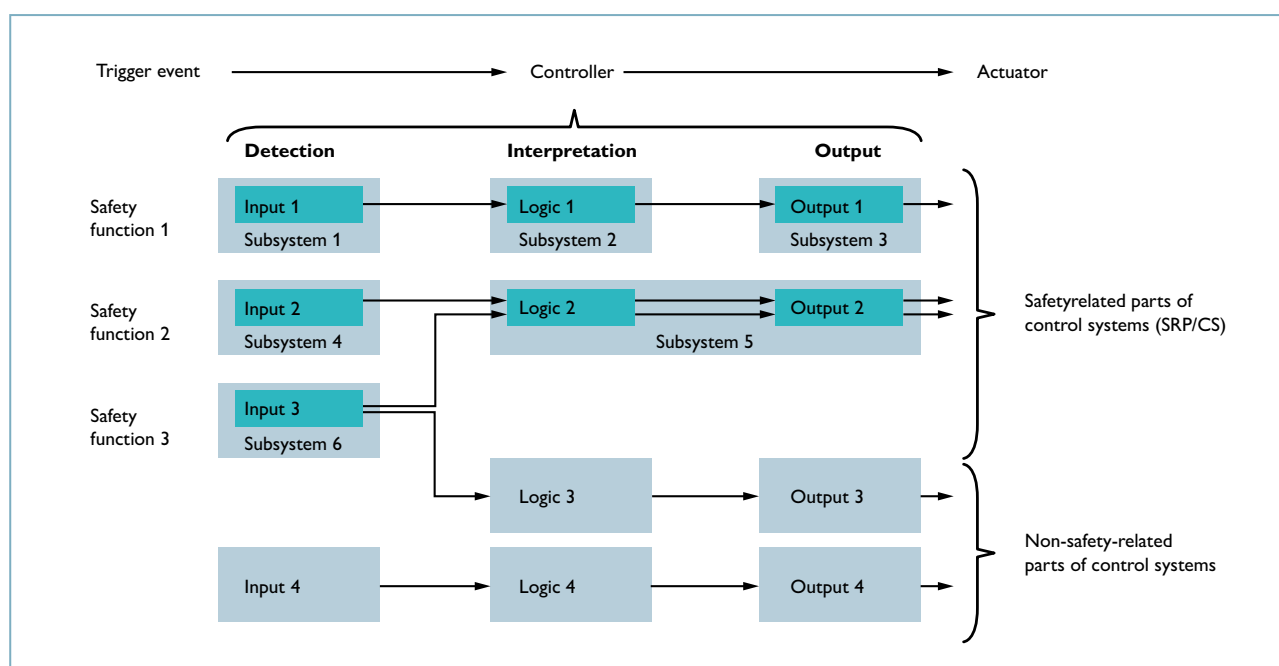 Trigger event
Controller
Actuator
Detection
Interpretation
Output
Safety
function 1
Input 1
Subsystem 1
Logic 1
Subsystem 2
Output 1
Subsystem 3
Safety
function 2
Input 2
Subsystem 4
Logic 2
Output 2
Subsystem 5
Safetyrelated parts of
control systems (SRP/CS)
Safety
function 3
Input 3
Subsystem 6
Logic 3
Output 3
Non-safety-related
parts of control systems
Input 4
Logic 4
Output 4